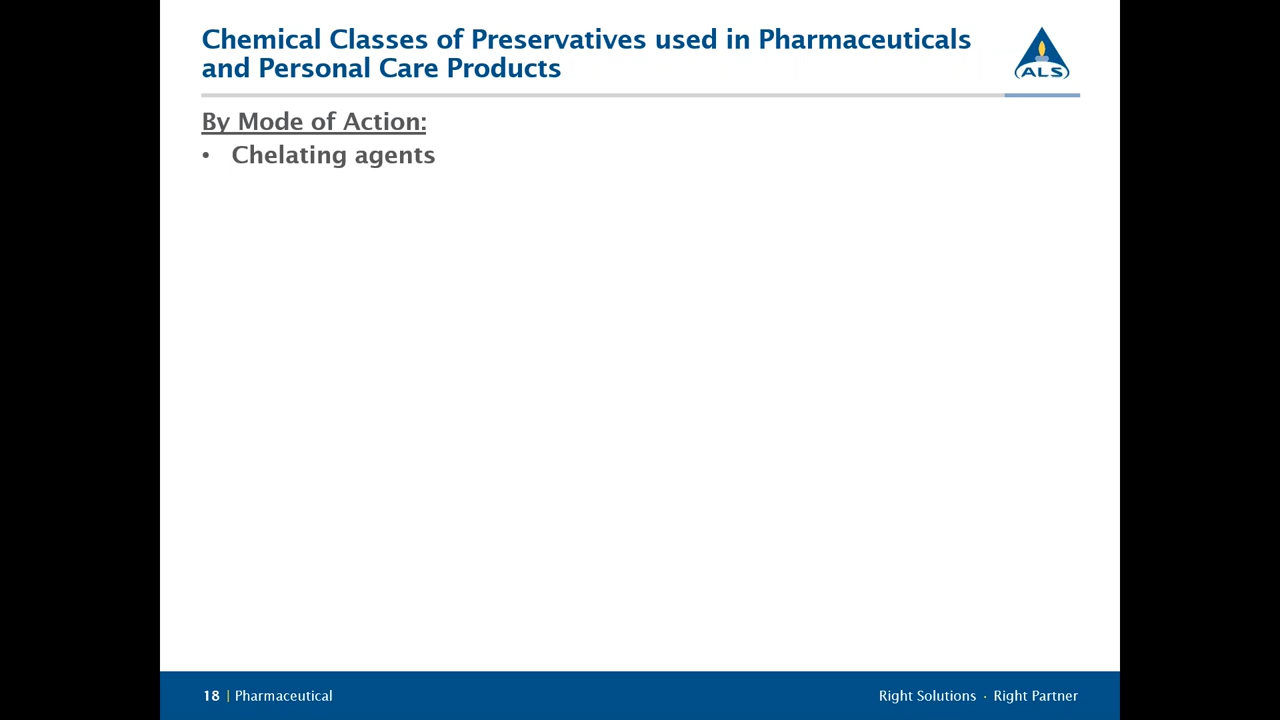 Chemical Classes of Preservatives used in Pharmaceuticals
and Personal Care Products
ALS
By Mode of Action:
• Chelating agents
18 | Pharmaceutical
Right Solutions · Right Partner